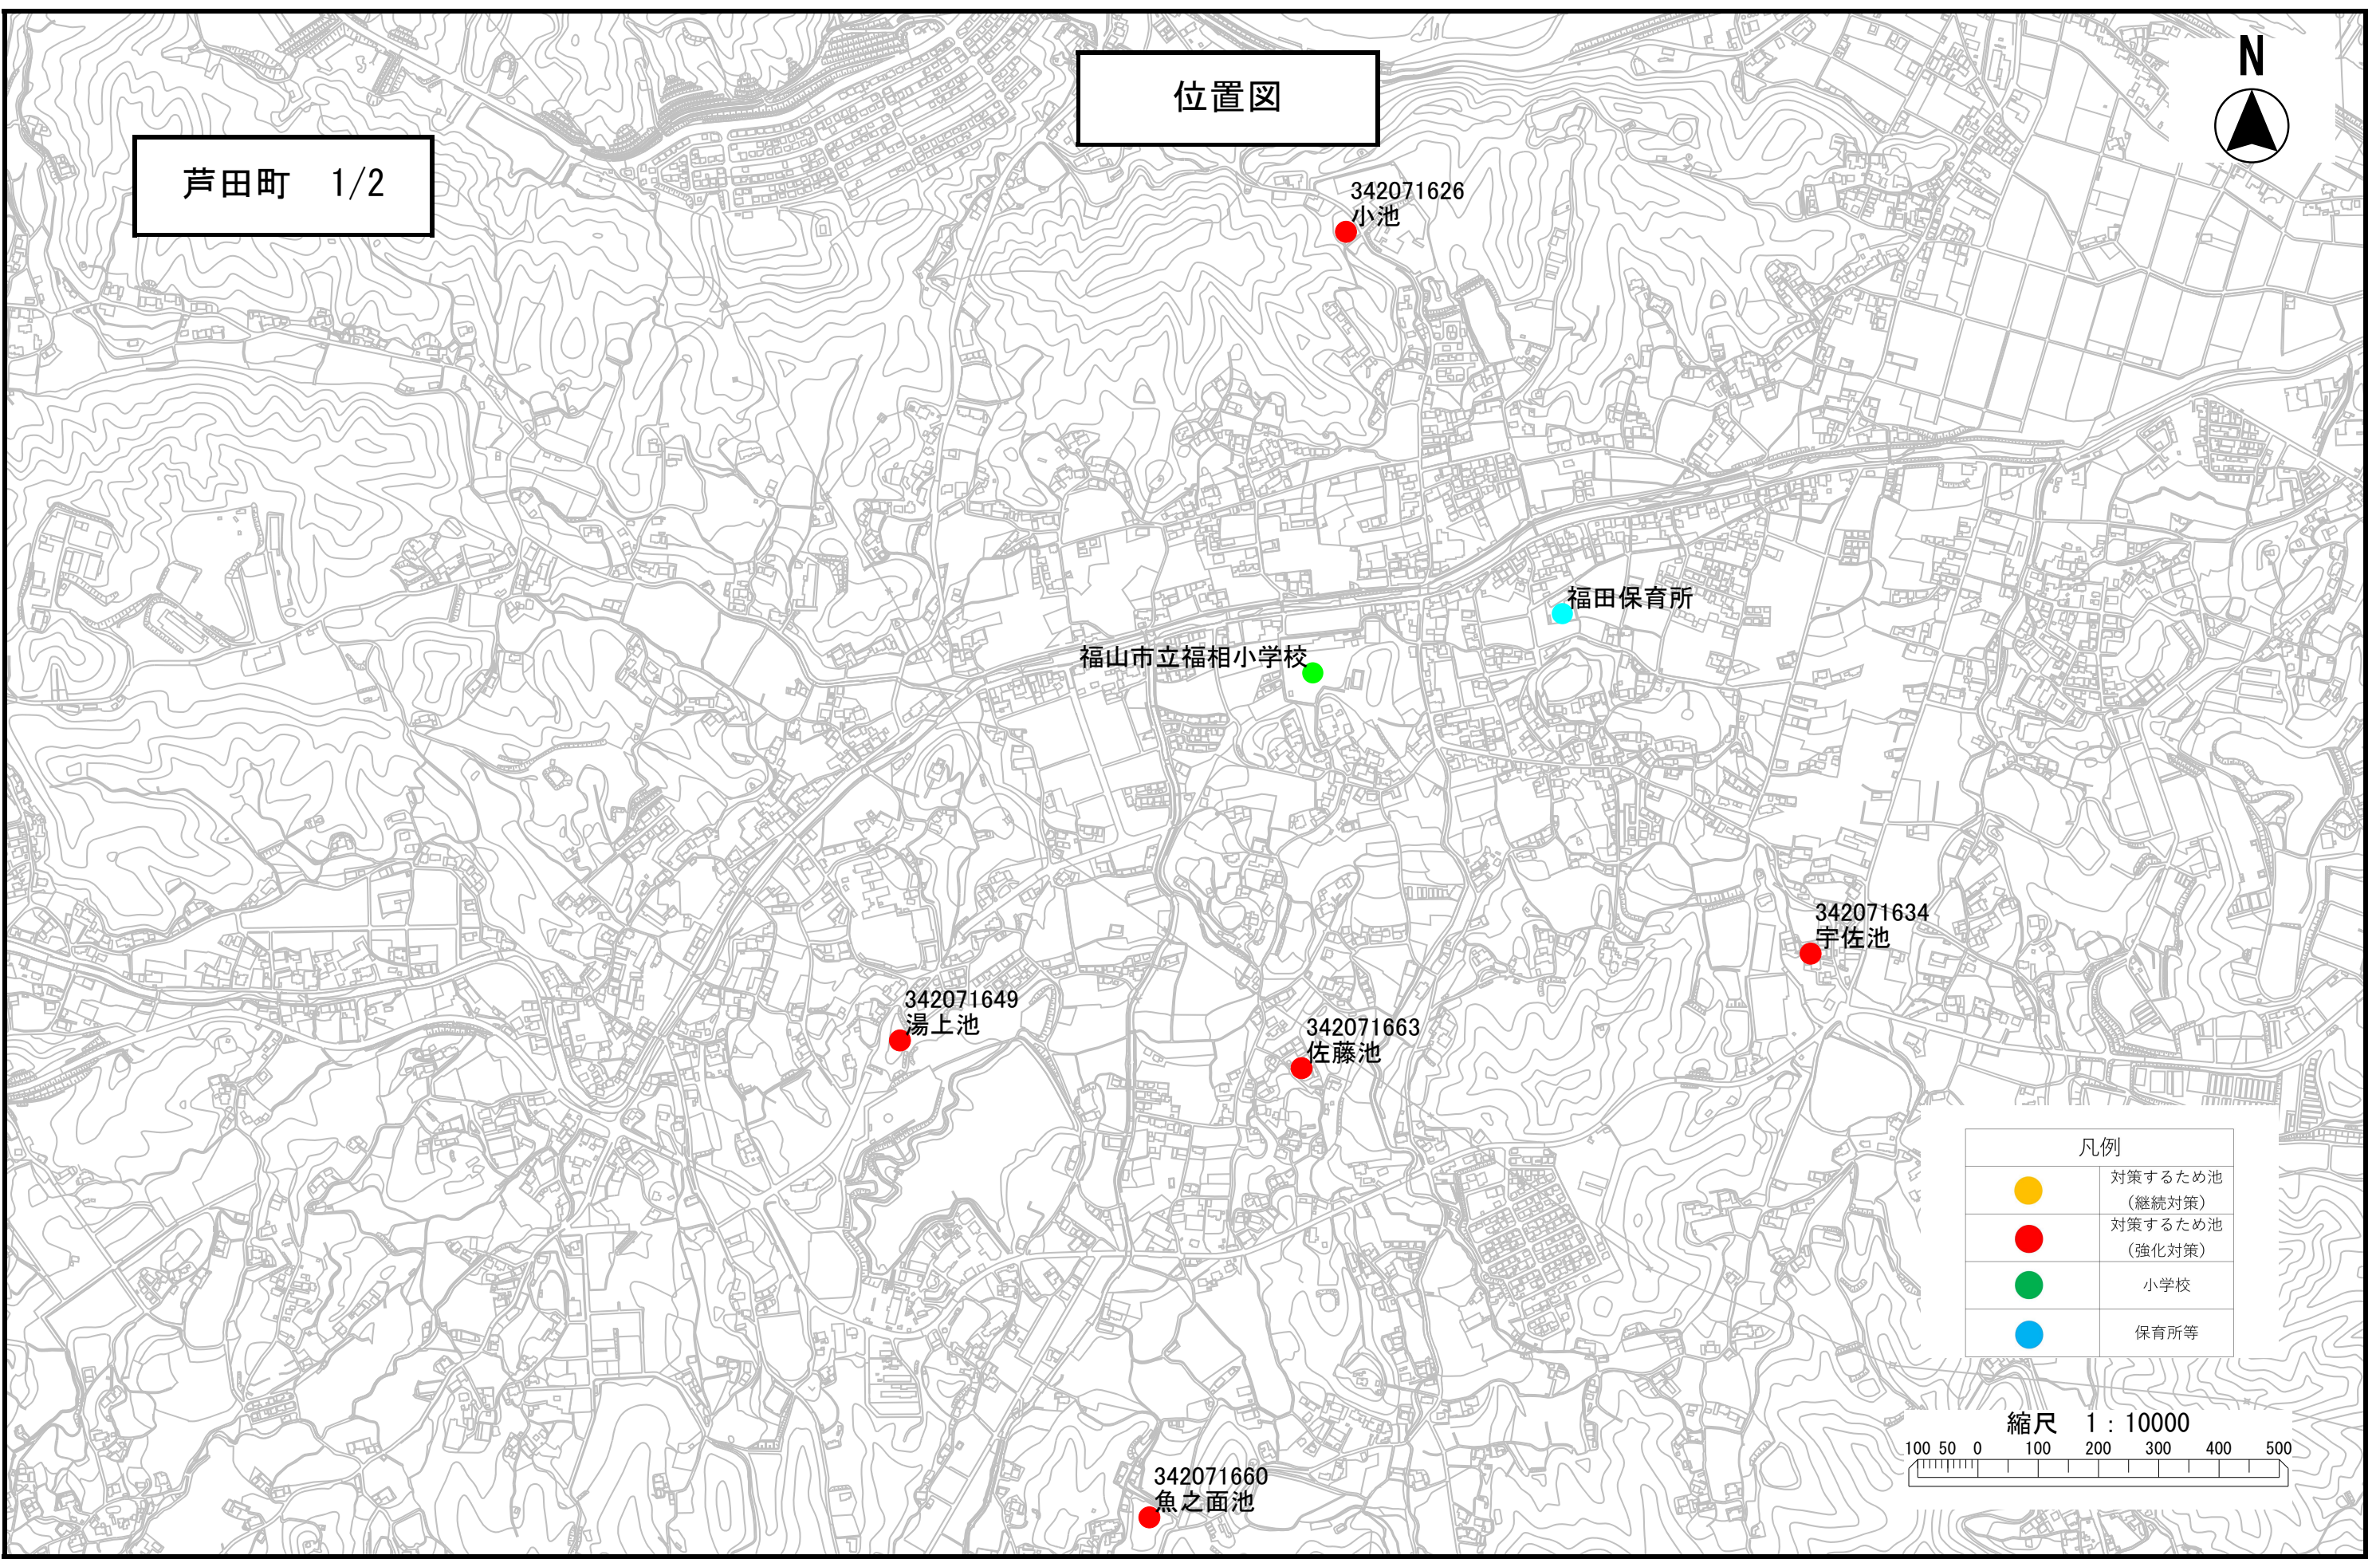 位置図
N
芦田町　1/2
342071626
小池
福田保育所
福山市立福相小学校
342071634
宇佐池
342071649
湯上池
342071663
佐藤池
342071660
魚之面池
凡例
対策するため池
(継続対策)
対策するため池
(強化対策)
小学校
保育所等
縮尺　1：10000
100 50 0 100 200 300 400 500